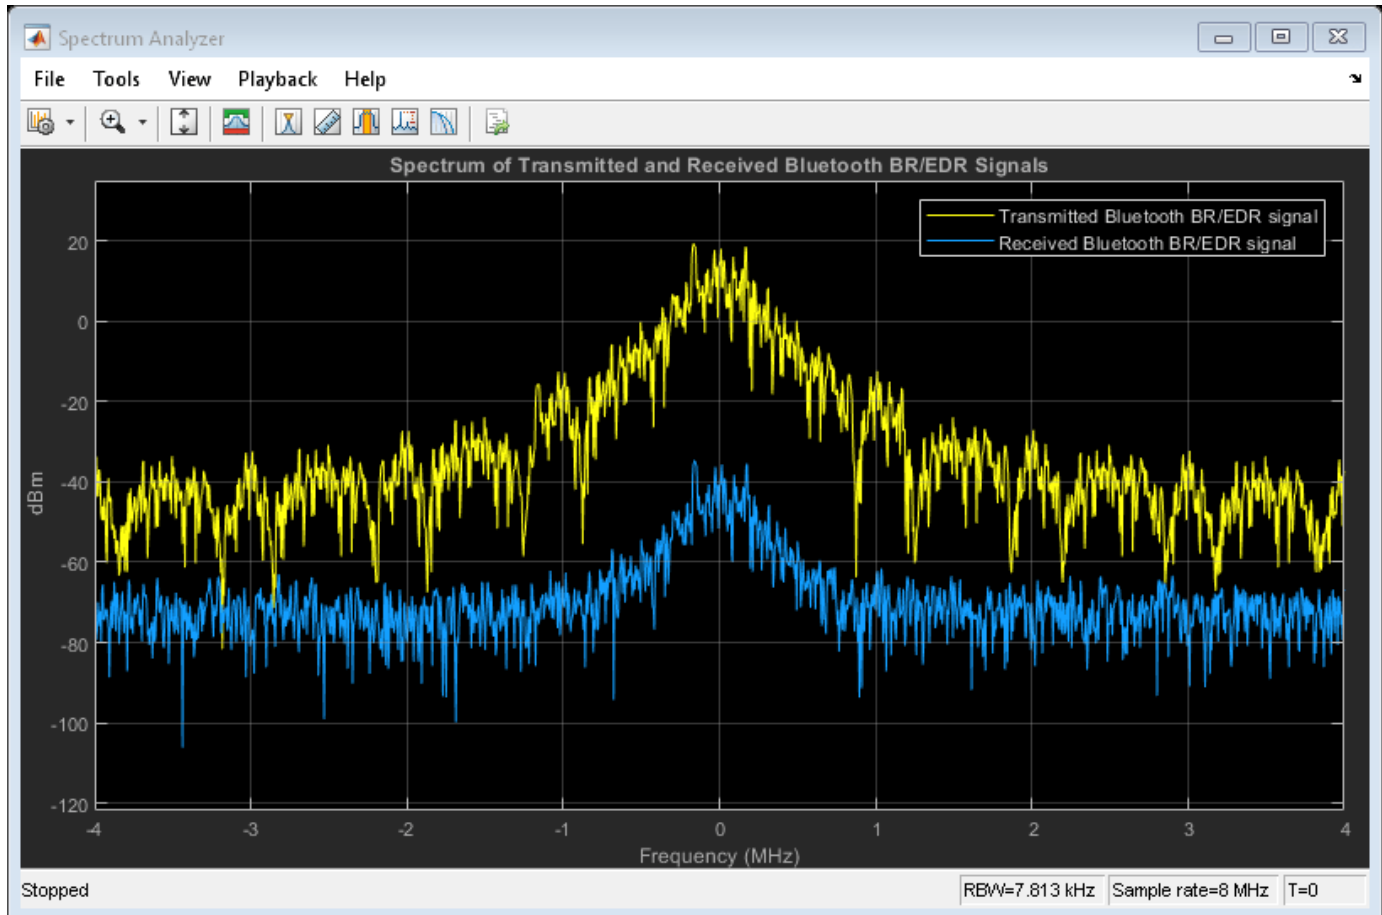 Spectrum Analyzer
File Tools View Playback Help
Spectrum of Transmitted and Received Bluetooth BR/EDR Signals
Transmitted Bluetooth BR/EDR signal
Received Bluetooth BR/EDR signal
20
0
-20
-40
-60
-80
-100
-120
dBm
-4 -3 -2 -1 0 1 2 3 4
Frequency (MHz)
Stopped RBW=7.813 kHz Sample rate=8 MHz T=0